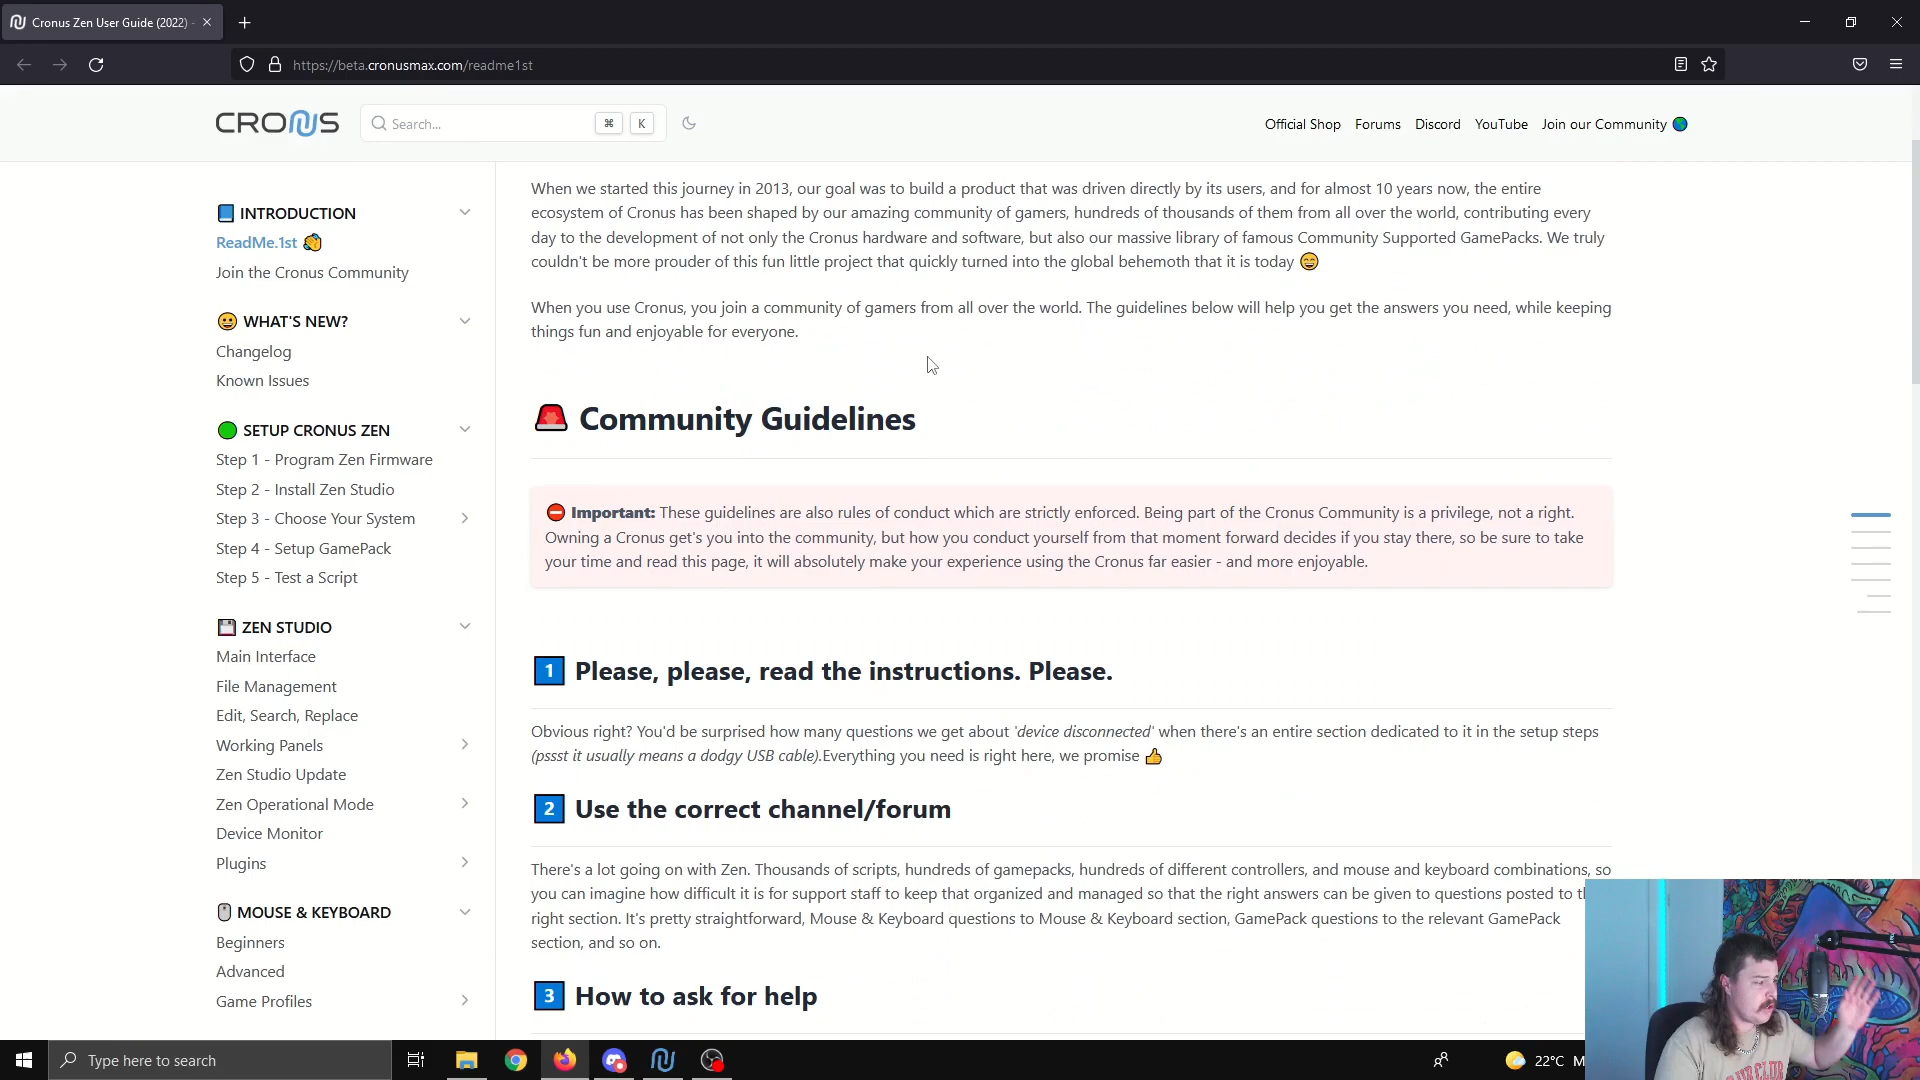 Cronus Zen User Guide (2022) -
https://beta.cronusmax.com/readme1st
CRONUS
Search...
⌘
K
Official Shop
Forums
Discord
YouTube
Join our Community
INTRODUCTION
ReadMe.1st
Join the Cronus Community
WHAT'S NEW?
Changelog
Known Issues
SETUP CRONUS ZEN
Step 1 - Program Zen Firmware
Step 2 - Install Zen Studio
Step 3 - Choose Your System
Step 4 - Setup GamePack
Step 5 - Test a Script
ZEN STUDIO
Main Interface
File Management
Edit, Search, Replace
Working Panels
Zen Studio Update
Zen Operational Mode
Device Monitor
Plugins
MOUSE & KEYBOARD
Beginners
Advanced
Game Profiles
When we started this journey in 2013, our goal was to build a product that was driven directly by its users, and for almost 10 years now, the entire
ecosystem of Cronus has been shaped by our amazing community of gamers, hundreds of thousands of them from all over the world, contributing every
day to the development of not only the Cronus hardware and software, but also our massive library of famous Community Supported GamePacks. We truly
couldn't be more prouder of this fun little project that quickly turned into the global behemoth that it is today 😄
When you use Cronus, you join a community of gamers from all over the world. The guidelines below will help you get the answers you need, while keeping
things fun and enjoyable for everyone.
Community Guidelines
Important: These guidelines are also rules of conduct which are strictly enforced. Being part of the Cronus Community is a privilege, not a right.
Owning a Cronus get's you into the community, but how you conduct yourself from that moment forward decides if you stay there, so be sure to take
your time and read this page, it will absolutely make your experience using the Cronus far easier - and more enjoyable.
1 Please, please, read the instructions. Please.
Obvious right? You'd be surprised how many questions we get about 'device disconnected' when there's an entire section dedicated to it in the setup steps
(pssst it usually means a dodgy USB cable).Everything you need is right here, we promise 👍
2 Use the correct channel/forum
There's a lot going on with Zen. Thousands of scripts, hundreds of gamepacks, hundreds of different controllers, and mouse and keyboard combinations, so
you can imagine how difficult it is for support staff to keep that organized and managed so that the right answers can be given to questions posted to
right section. It's pretty straightforward, Mouse & Keyboard questions to Mouse & Keyboard section, GamePack questions to the relevant GamePack
section, and so on.
3 How to ask for help
Type here to search
22°C